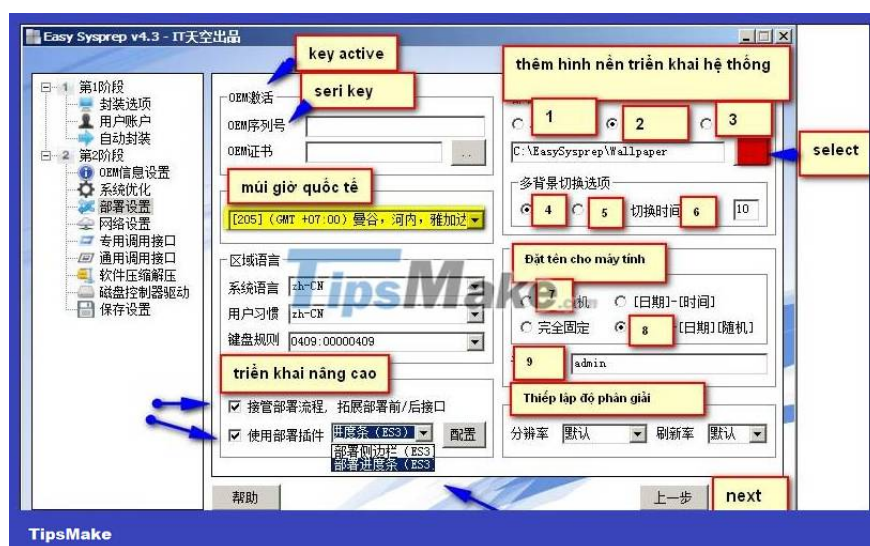 Easy Sysprep v4.3 - IT天空出品
key active
thêm hình nền triển khai hệ thống
第1阶段
封装选项
用户账户
自动封装
第2阶段
OEM信息设置
系统优化
部署设置
网络设置
专用调用接口
通用调用接口
软件压缩解压
磁盘控制器驱动
保存设置
OEM激活
seri key
OEM序列号
OEM证书
..
múi giờ quốc tế
[205] (GMT +07:00) 曼谷, 河内, 雅加达
区域语言
系统语言 zh-CN
用户习惯 zh-CN
键盘规则 0409:00000409
triển khai nâng cao
接管部署流程, 拓展部署前/后接口
使用部署插件 进度条 (ES3) 配置
部署侧边栏 (ES3
部署进度条 (ES3
1 2 3
C:\EasySysprep\Wallpaper
select
多背景切换选项
4 5 切换时间 6 10
Đặt tên cho máy tính
7 机 [日期]-[时间]
完全固定 8 -[日期][随机]
9 admin
Thiếp lập độ phân giải
分辨率 默认 刷新率 默认
帮助
上一步
next
TipsMake.com
TipsMake